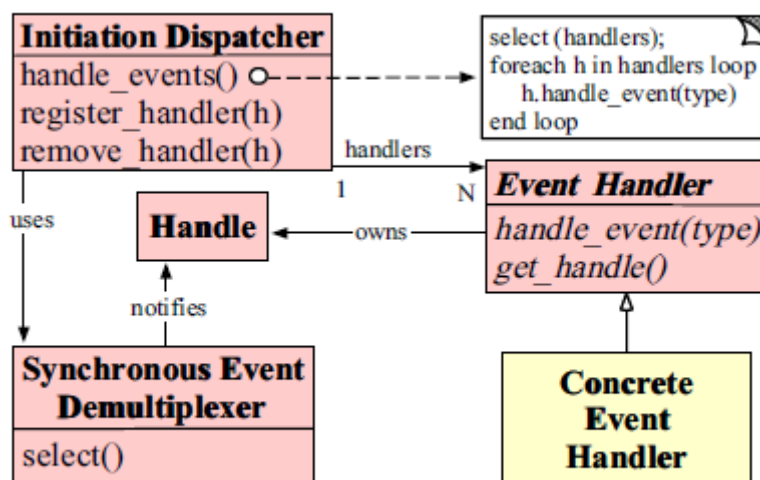 Initiation Dispatcher
handle_events()
register_handler(h)
remove_handler(h)
select (handlers);
foreach h in handlers loop
h.handle_event(type)
end loop
handlers
1
N
Event Handler
handle_event(type)
get_handle()
uses
Handle
owns
notifies
Synchronous Event
Demultiplexer
select()
Concrete
Event
Handler